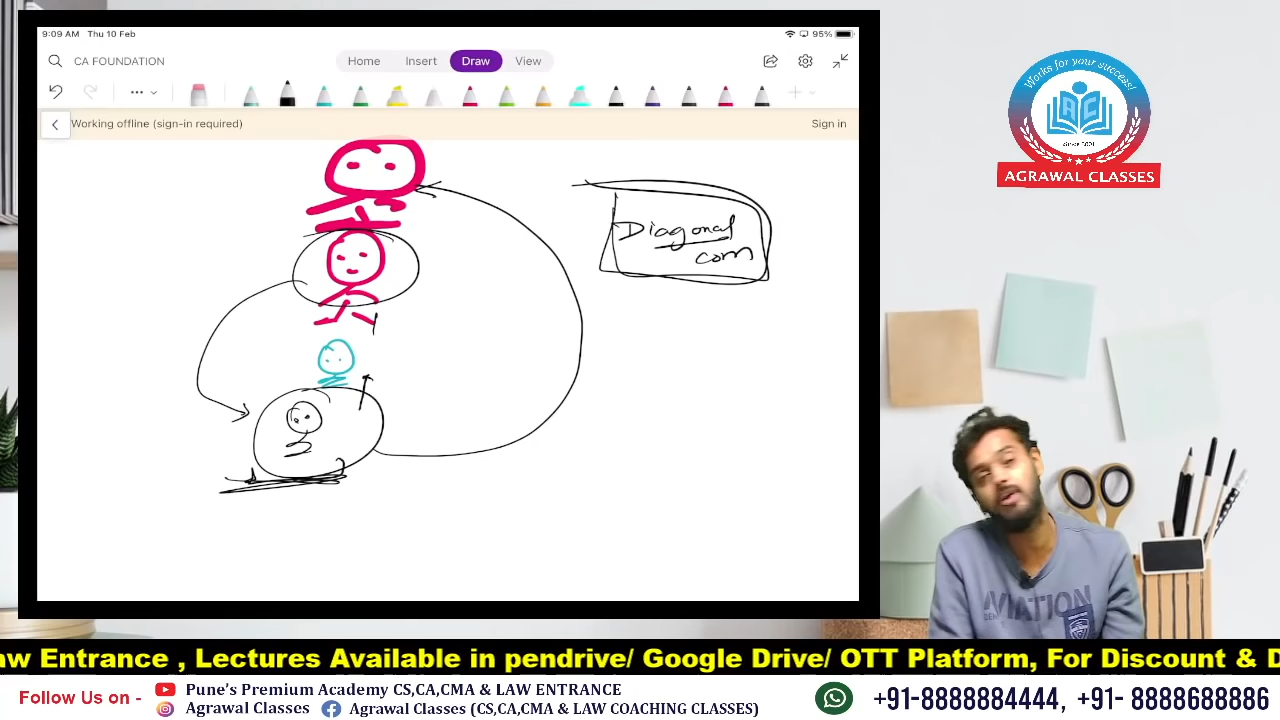 9:09 AM Thu 10 Feb
95%
CA FOUNDATION
Home Insert Draw View
Working offline (sign-in required)
Sign in
Diagonal
com
Works for your success!
AC
Since 2001
AGRAWAL CLASSES
AVIATION
aw Entrance , Lectures Available in pendrive/ Google Drive/ OTT Platform, For Discount & D
Follow Us on -
Pune's Premium Academy CS,CA,CMA & LAW ENTRANCE
Agrawal Classes
Agrawal Classes (CS,CA,CMA & LAW COACHING CLASSES)
+91-8888884444, +91- 8888688886